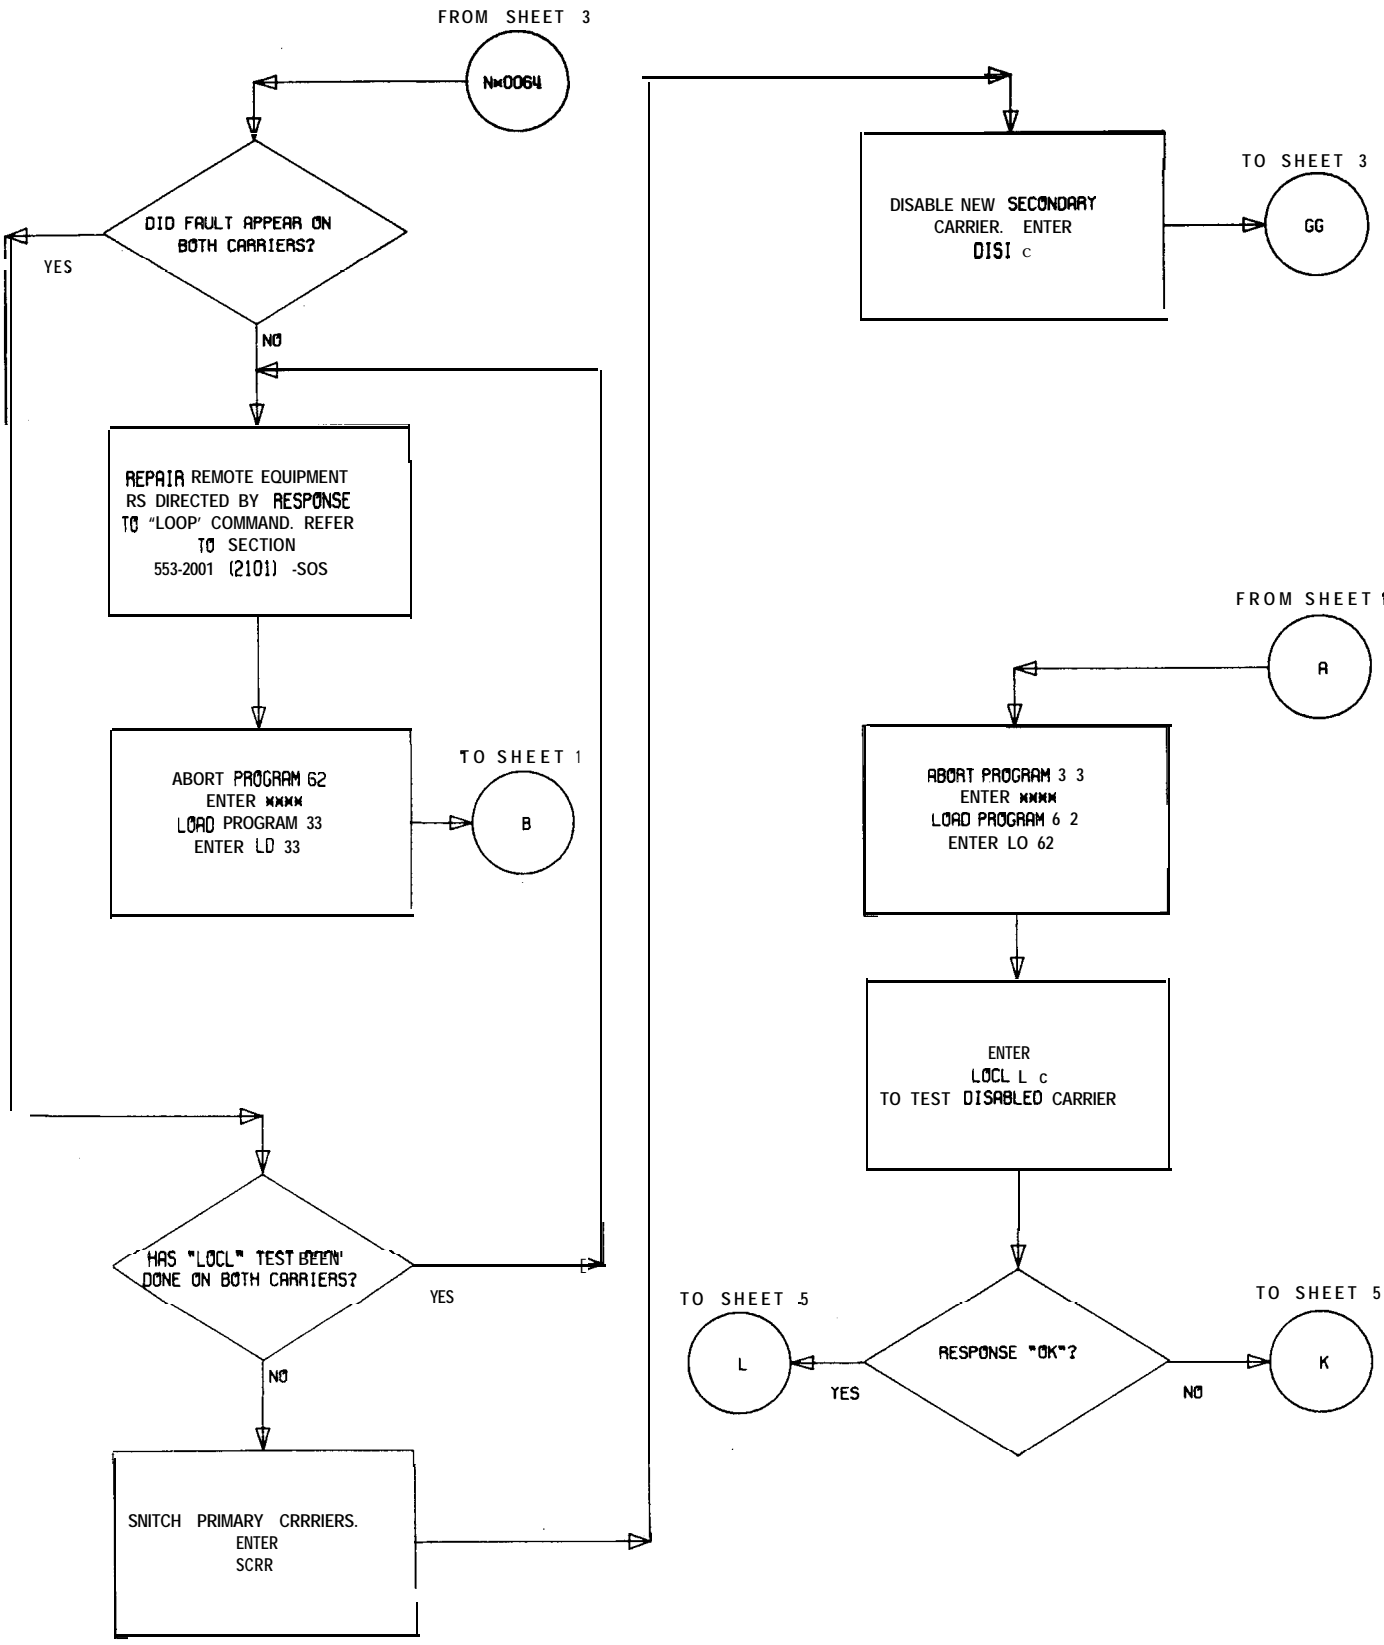 FROM SHEET 3
N*0064
DID FAULT APPEAR ON
BOTH CARRIERS?
YES
NO
REPAIR REMOTE EQUIPMENT
RS DIRECTED BY RESPONSE
TO "LOOP' COMMAND. REFER
TO SECTION
553-2001 (2101) -SOS
ABORT PROGRAM 62
ENTER ****
LOAD PROGRAM 33
ENTER LD 33
TO SHEET 1
B
HAS "LOCL" TEST BEEN
DONE ON BOTH CARRIERS?
YES
NO
SNITCH PRIMARY CRRRIERS.
ENTER
SCRR
DISABLE NEW SECONDARY
CARRIER. ENTER
DISI c
TO SHEET 3
GG
FROM SHEET
A
ABORT PROGRAM 3 3
ENTER ****
LOAD PROGRAM 6 2
ENTER LO 62
ENTER
LOCL L c
TO TEST DISABLED CARRIER
RESPONSE "OK"?
YES
TO SHEET 5
L
NO
TO SHEET 5
K